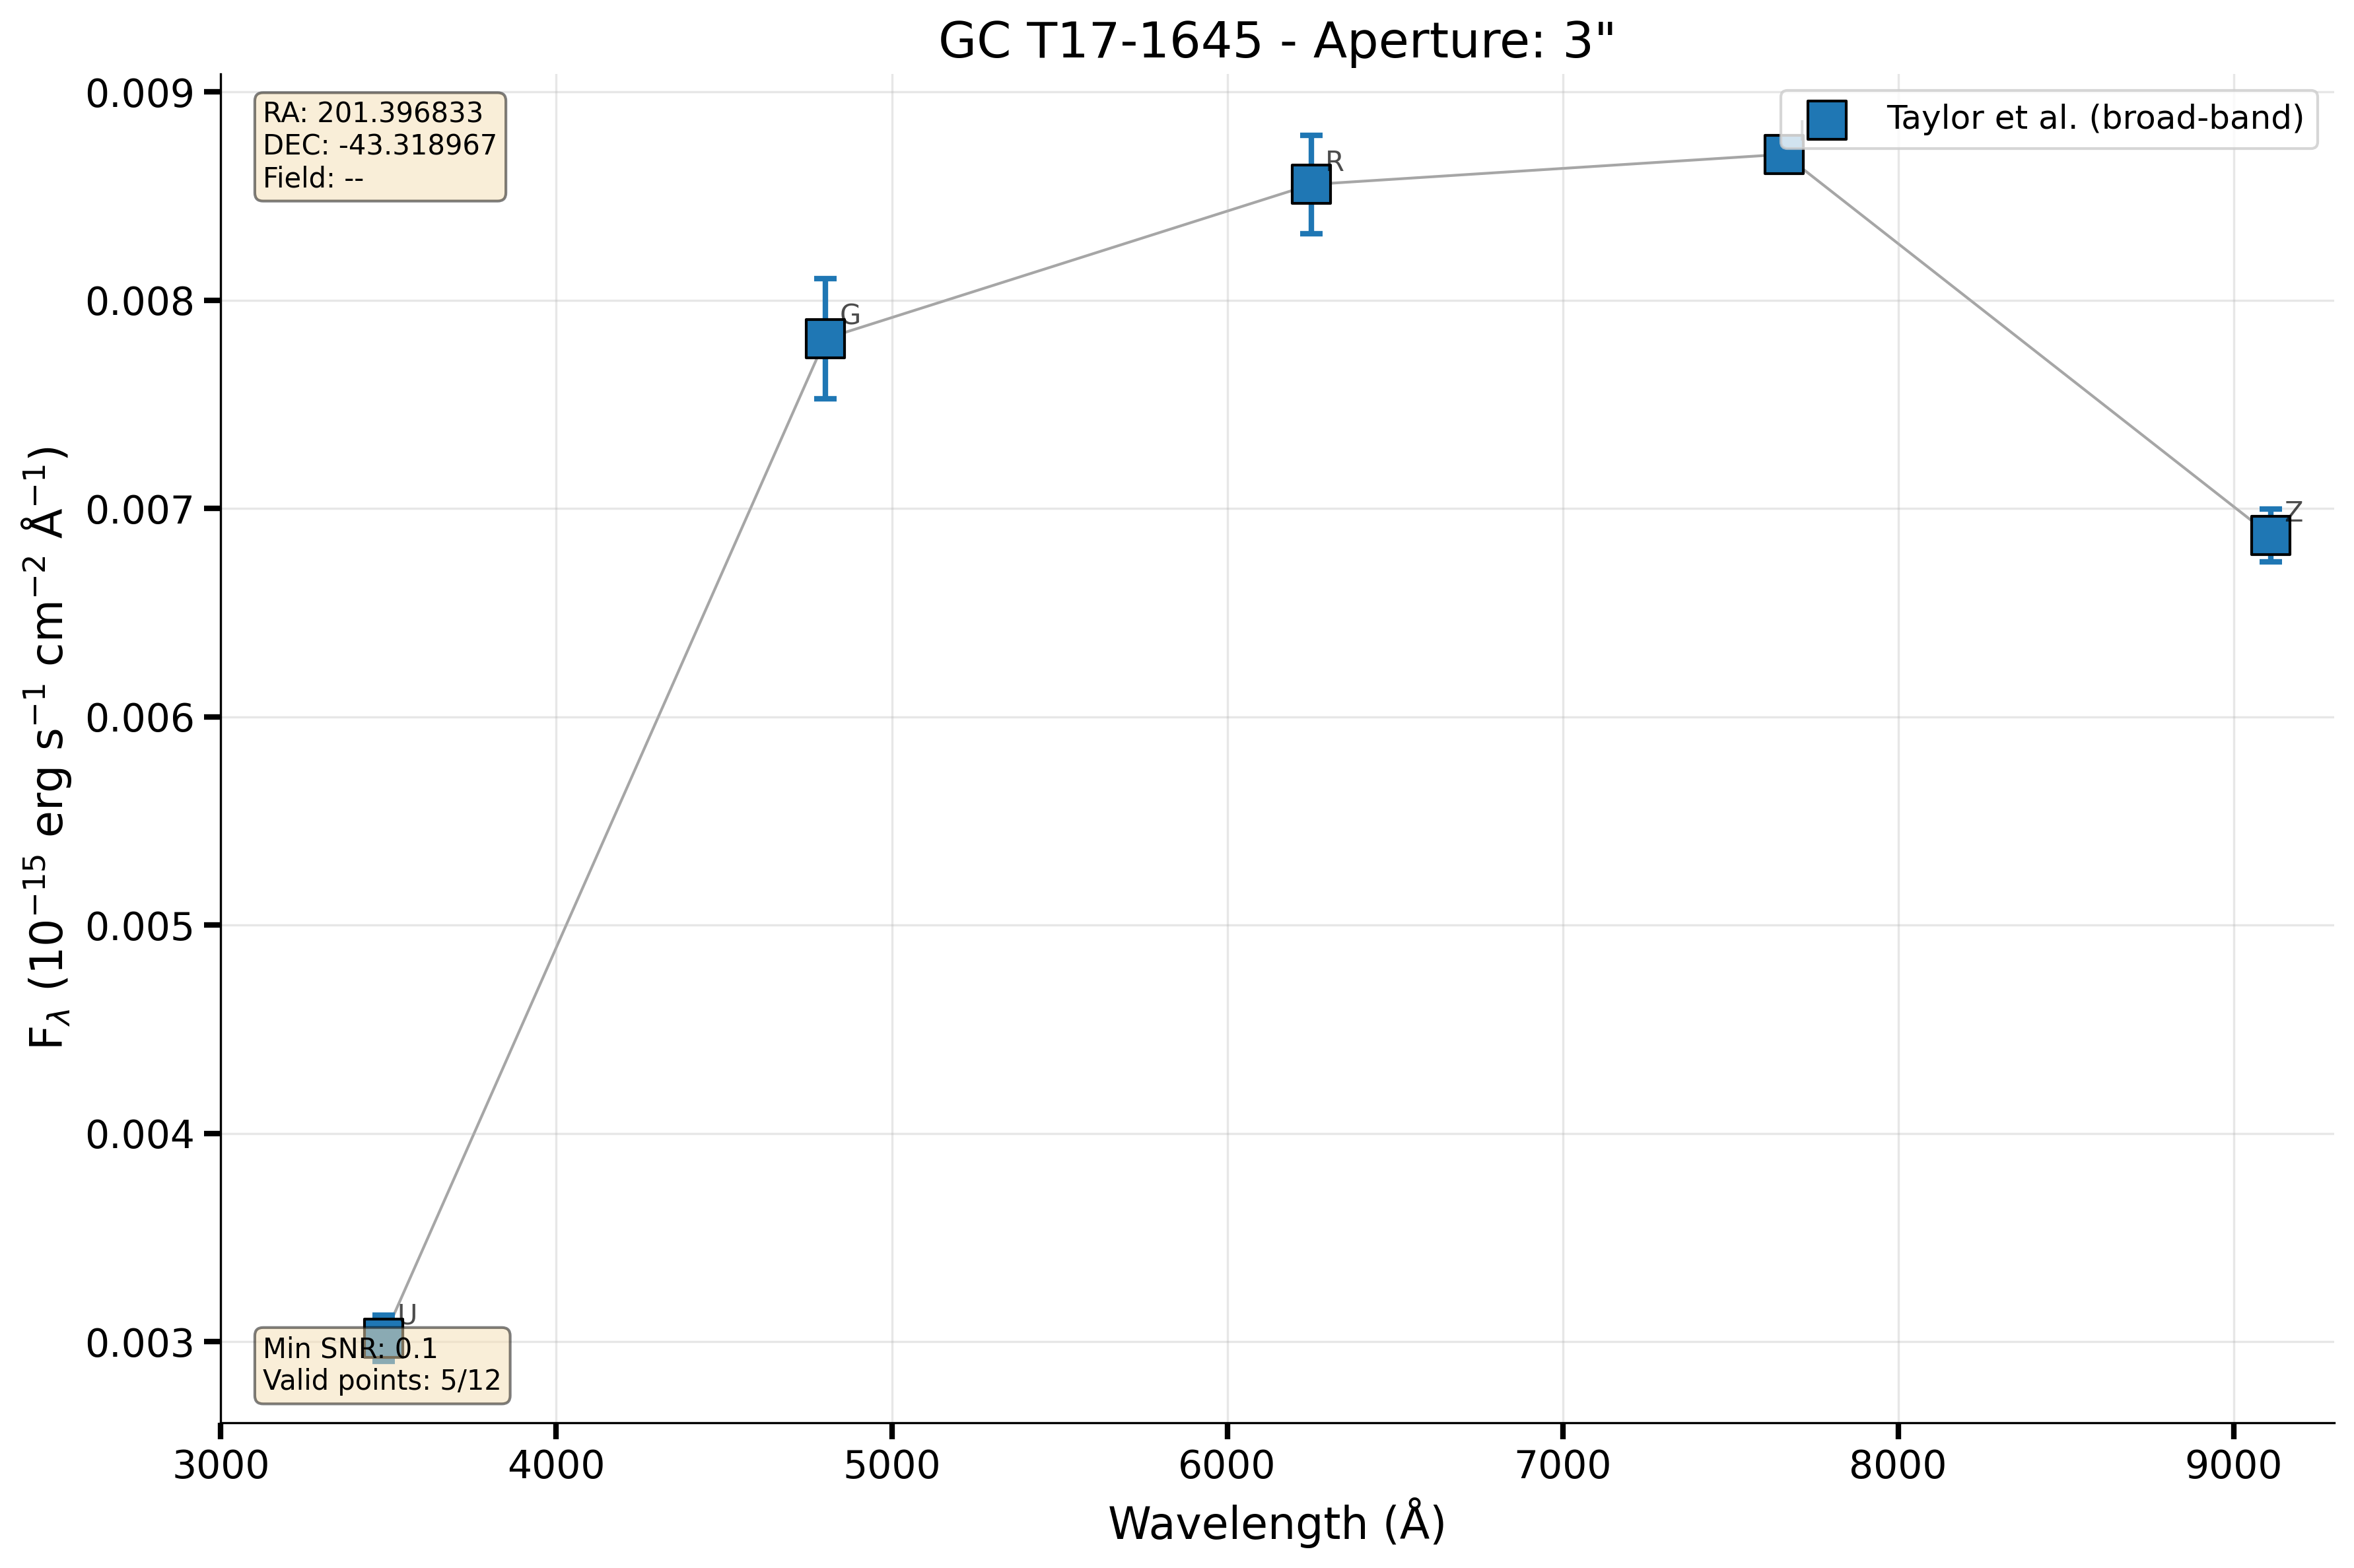 GC T17-1645 - Aperture: 3"
RA: 201.396833
DEC: -43.318967
Field: --
Taylor et al. (broad-band)
0.009
0.008
0.007
0.006
0.005
0.004
0.003
F_λ (10⁻¹⁵ erg s⁻¹ cm⁻² Å⁻¹)
R
G
Z
U
Min SNR: 0.1
Valid points: 5/12
3000 4000 5000 6000 7000 8000 9000
Wavelength (Å)